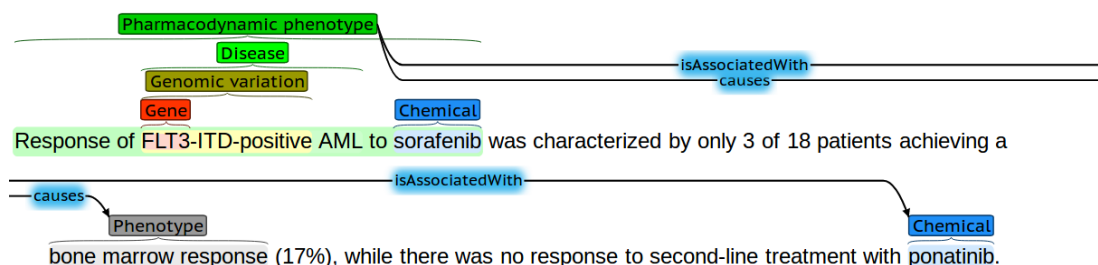 Pharmacodynamic phenotype
Disease
isAssociatedWith
causes
Genomic variation
Gene
Chemical
Response of FLT3-ITD-positive AML to sorafenib was characterized by only 3 of 18 patients achieving a
isAssociatedWith
causes
Phenotype
Chemical
bone marrow response (17%), while there was no response to second-line treatment with ponatinib.